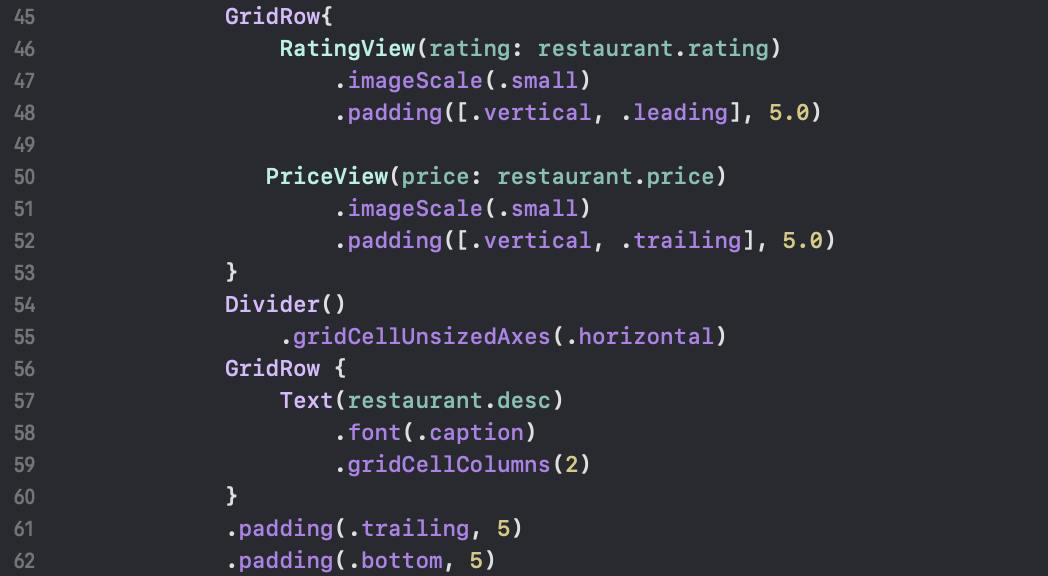 45 GridRow{
46 RatingView(rating: restaurant.rating)
47 .imageScale(.small)
48 .padding([.vertical, .leading], 5.0)
49
50 PriceView(price: restaurant.price)
51 .imageScale(.small)
52 .padding([.vertical, .trailing], 5.0)
53 }
54 Divider()
55 .gridCellUnsizedAxes(.horizontal)
56 GridRow {
57 Text(restaurant.desc)
58 .font(.caption)
59 .gridCellColumns(2)
60 }
61 .padding(.trailing, 5)
62 .padding(.bottom, 5)